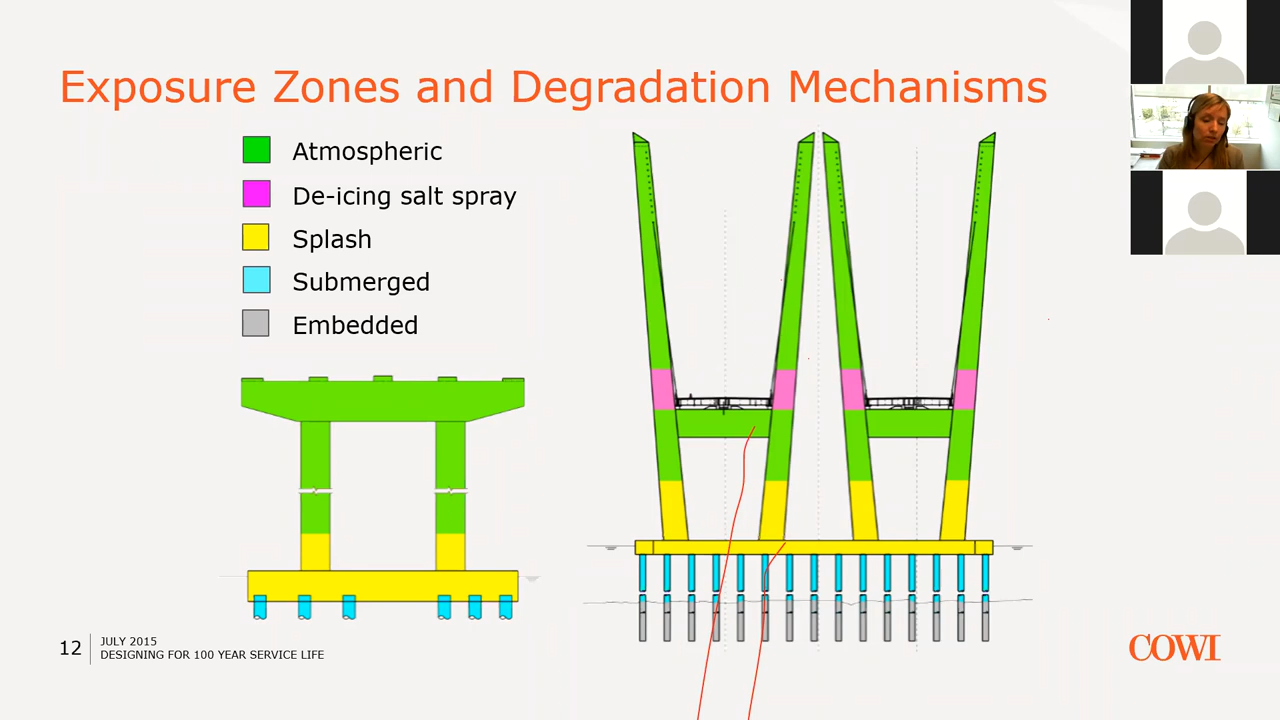 Exposure Zones and Degradation Mechanisms
Atmospheric
De-icing salt spray
Splash
Submerged
Embedded
12
JULY 2015
DESIGNING FOR 100 YEAR SERVICE LIFE
COWI